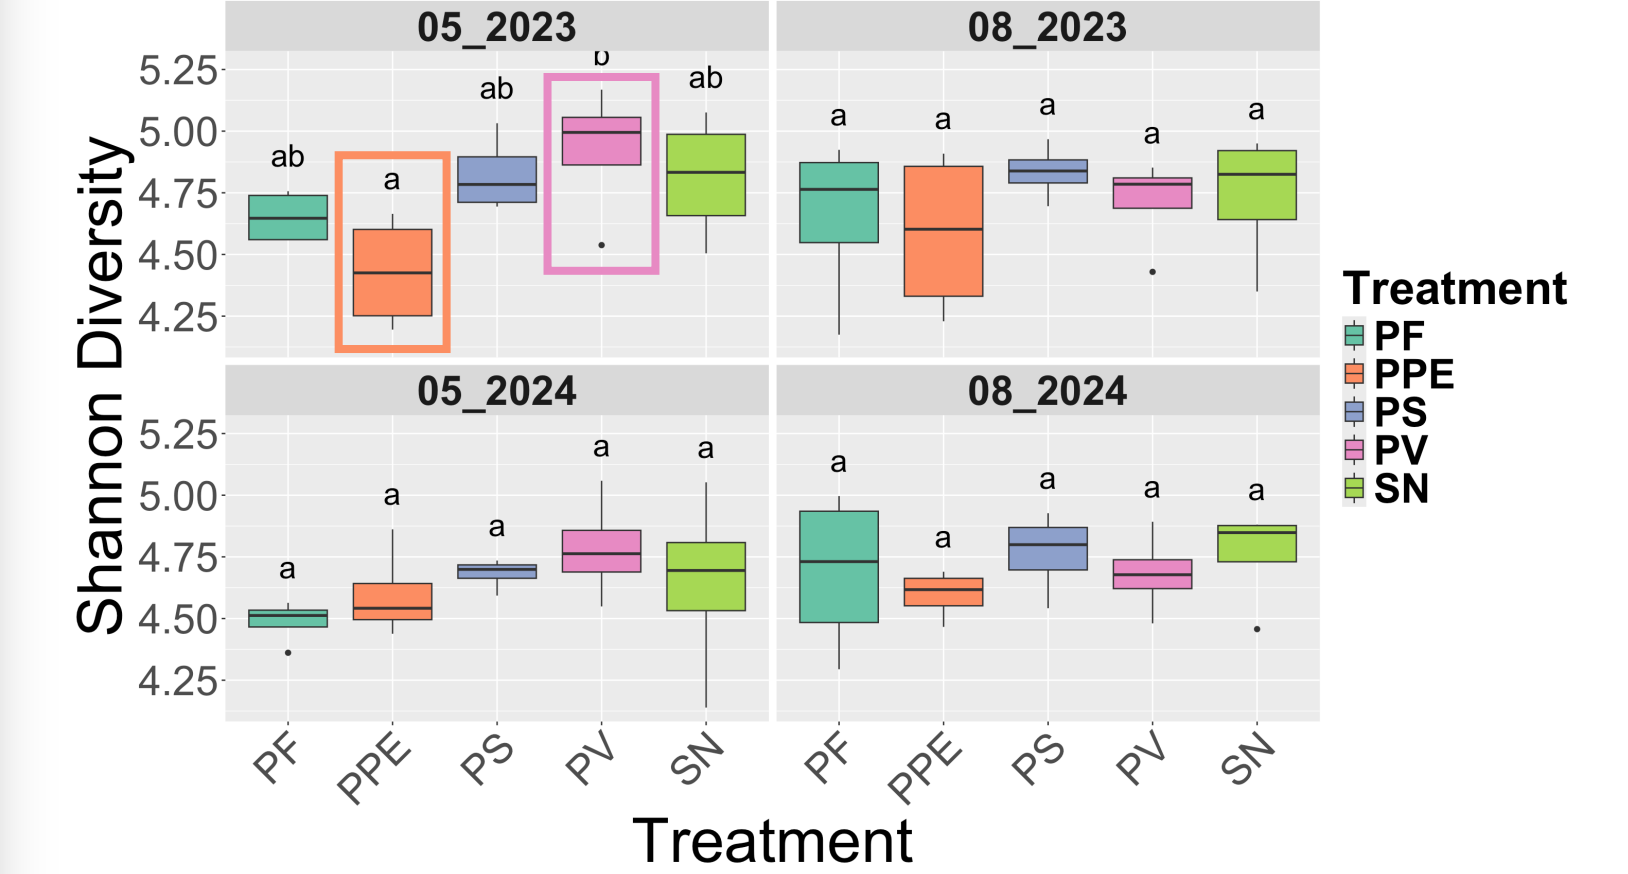 05_2023
08_2023
5.25
5.00
4.75
4.50
4.25
ab
a
ab
b
ab
a
a
a
a
a
05_2024
08_2024
5.25
5.00
4.75
4.50
4.25
a
a
a
a
a
a
a
a
a
a
PF
PPE
PS
PV
SN
PF
PPE
PS
PV
SN
Treatment
Shannon Diversity
Treatment
PF
PPE
PS
PV
SN